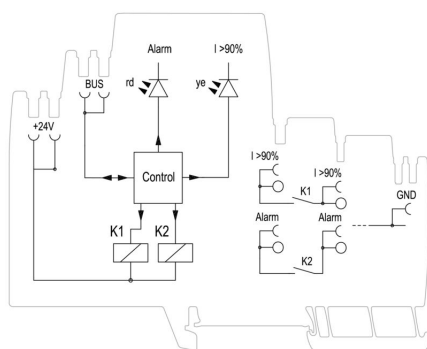 Alarm
I >90%
BUS
rd
ye
+24V
I >90%
Control
I >90%
K1
GND
Alarm
Alarm
K1
K2
K2